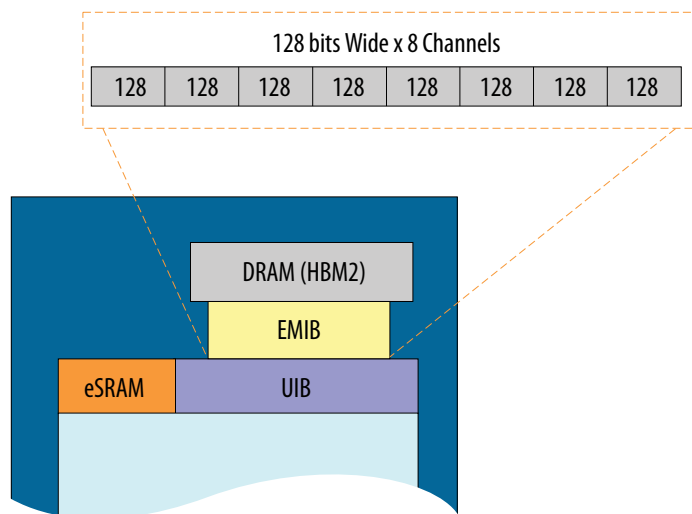 128 bits Wide x 8 Channels
128 128 128 128 128 128 128 128
DRAM (HBM2)
EMIB
eSRAM UIB